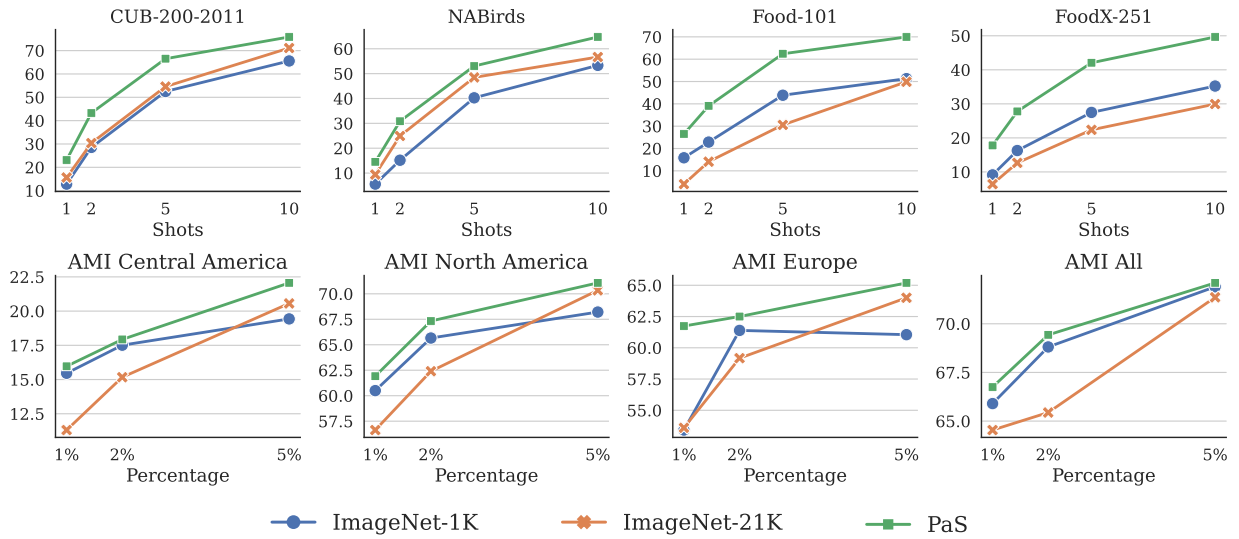 CUB-200-2011
70
60
50
40
30
20
10
1 2 5 10
Shots
NABirds
60
50
40
30
20
10
1 2 5 10
Shots
Food-101
70
60
50
40
30
20
10
1 2 5 10
Shots
FoodX-251
50
40
30
20
10
1 2 5 10
Shots
AMI Central America
22.5
20.0
17.5
15.0
12.5
1% 2% 5%
Percentage
AMI North America
70.0
67.5
65.0
62.5
60.0
57.5
1% 2% 5%
Percentage
AMI Europe
65.0
62.5
60.0
57.5
55.0
1% 2% 5%
Percentage
AMI All
70.0
67.5
65.0
1% 2% 5%
Percentage
ImageNet-1K ImageNet-21K PaS